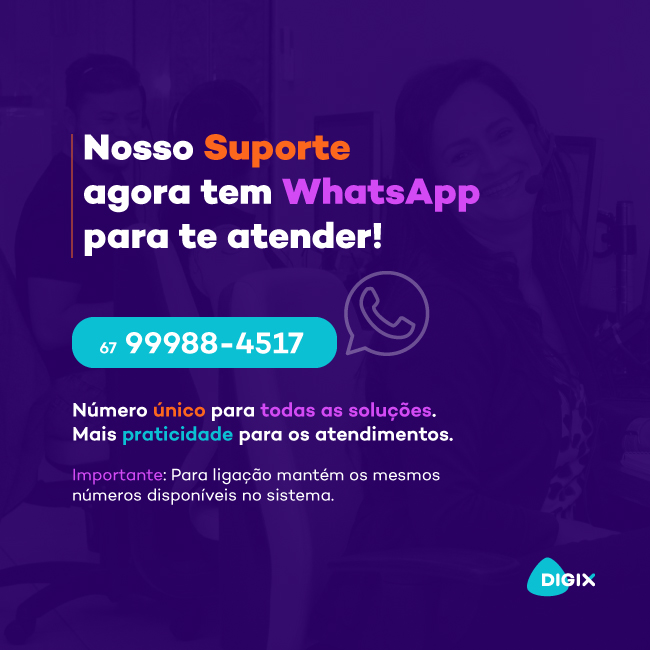 Nosso Suporte
agora tem WhatsApp
para te atender!
67 99988-4517
Número único para todas as soluções.
Mais praticidade para os atendimentos.
Importante: Para ligação mantém os mesmos
números disponíveis no sistema.
DIGIX